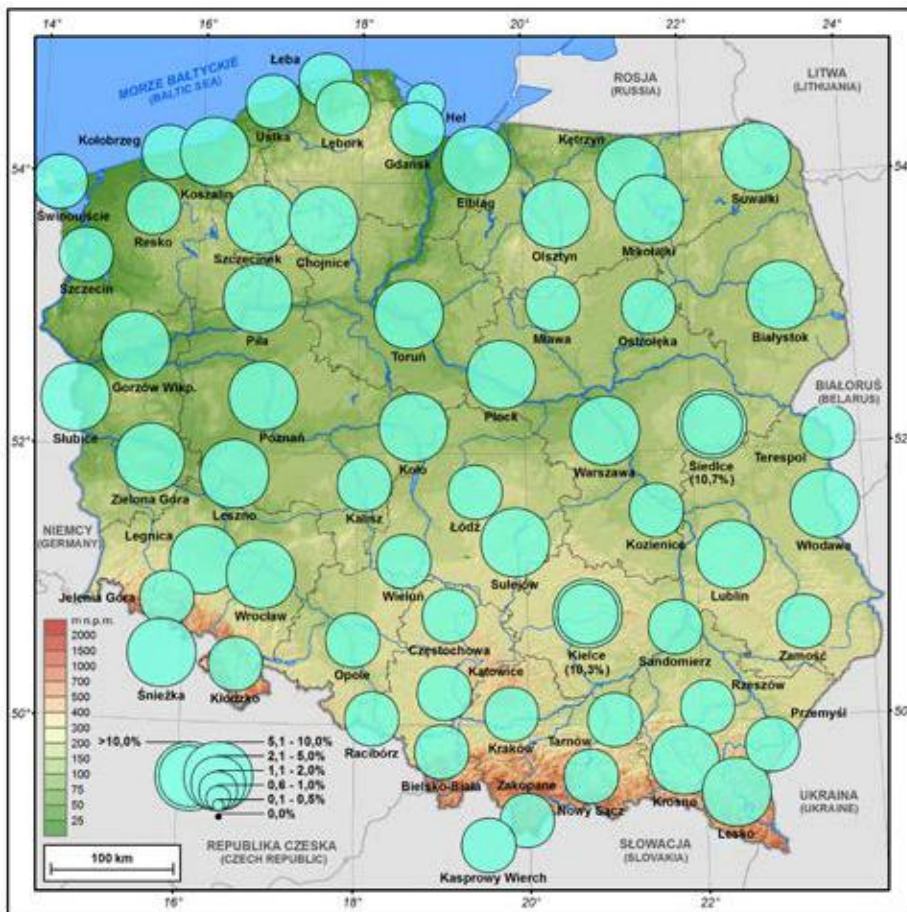 14° 16° 18° 20° 22° 24°
MORZE BAŁTYCKIE
(BALTIC SEA)
ROSJA
(RUSSIA)
LITWA
(LITHUANIA)
Łeba
Hel
Ustka
Lębork
Gdańsk
Kołobrzeg
Koszalin
Elbląg
Kętrzyn
Suwałki
54°
54°
Świnoujście
Resko
Szczecinek
Chojnice
Olsztyn
Mikołajki
Szczecin
Piła
Toruń
Mława
Ostrołęka
Białystok
Gorzów Wlkp.
Płock
BIAŁORUŚ
(BELARUS)
Słubice
Poznań
Koło
Warszawa
Siedlce
(10,7%)
Terespol
52°
52°
Zielona Góra
Leszno
Kalisz
Łódź
Kozienice
Włodawa
NIEMCY
(GERMANY)
Legnica
Wrocław
Wieluń
Sulejów
Lublin
Jelenia Góra
Częstochowa
Kielce
(10,3%)
Sandomierz
Zamość
Śnieżka
Kłodzko
Opole
Katowice
Rzeszów
Przemyśl
50°
50°
Racibórz
Kraków
Tarnów
Bielsko-Biała
Zakopane
Nowy Sącz
Krosno
Lesko
Kasprowy Wierch
UKRAINA
(UKRAINE)
SŁOWACJA
(SLOVAKIA)
REPUBLIKA CZESKA
(CZECH REPUBLIC)
m n.p.m.
2000
1500
1000
700
500
400
300
200
150
100
75
50
25
>10,0%
5,1 - 10,0%
2,1 - 5,0%
1,1 - 2,0%
0,6 - 1,0%
0,1 - 0,5%
0,0%
100 km
16° 18° 20° 22°